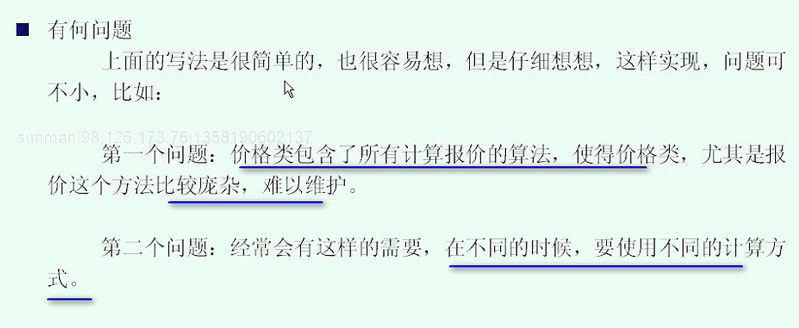 有何问题
上面的写法是很简单的，也很容易想，但是仔细想想，这样实现，问题可
不小，比如：
sunman|98.126.173.76|1358190602137
第一个问题：价格类包含了所有计算报价的算法，使得价格类，尤其是报
价这个方法比较庞杂，难以维护。
第二个问题：经常会有这样的需要，在不同的时候，要使用不同的计算方
式。